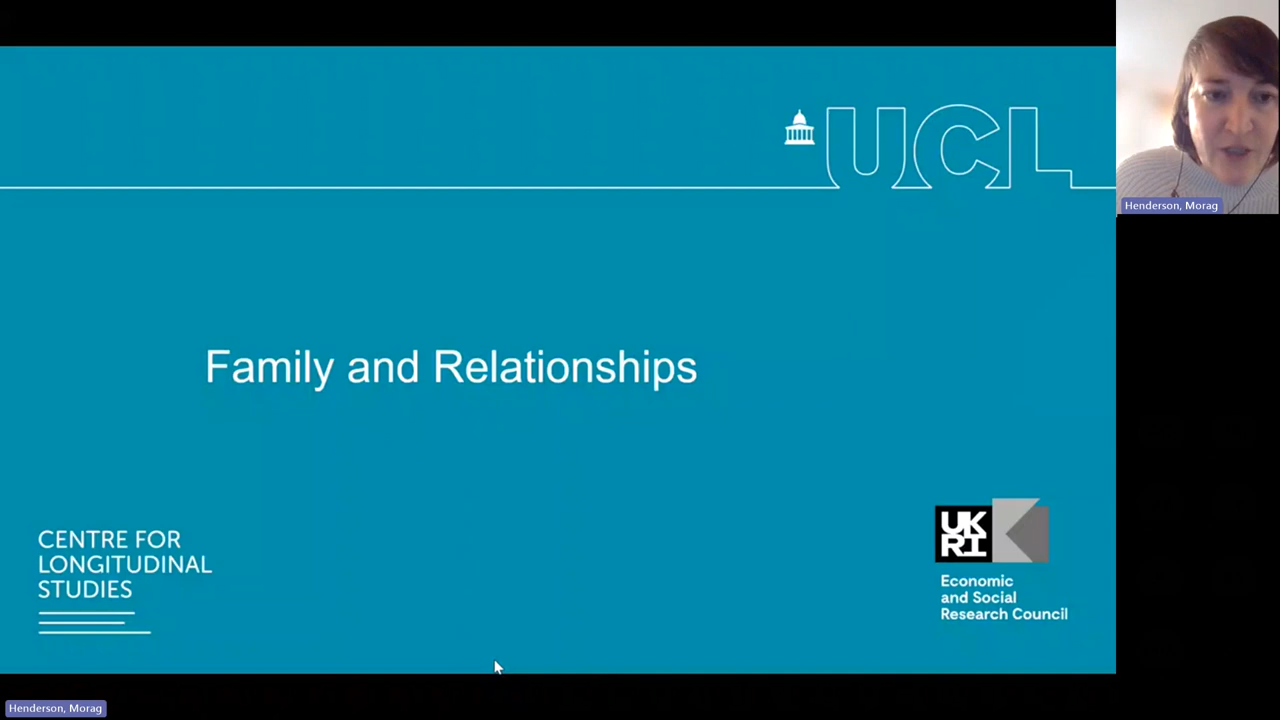 UCL
Henderson, Morag
Family and Relationships
CENTRE FOR
LONGITUDINAL
STUDIES
UK
RI
Economic
and Social
Research Council
Henderson, Morag